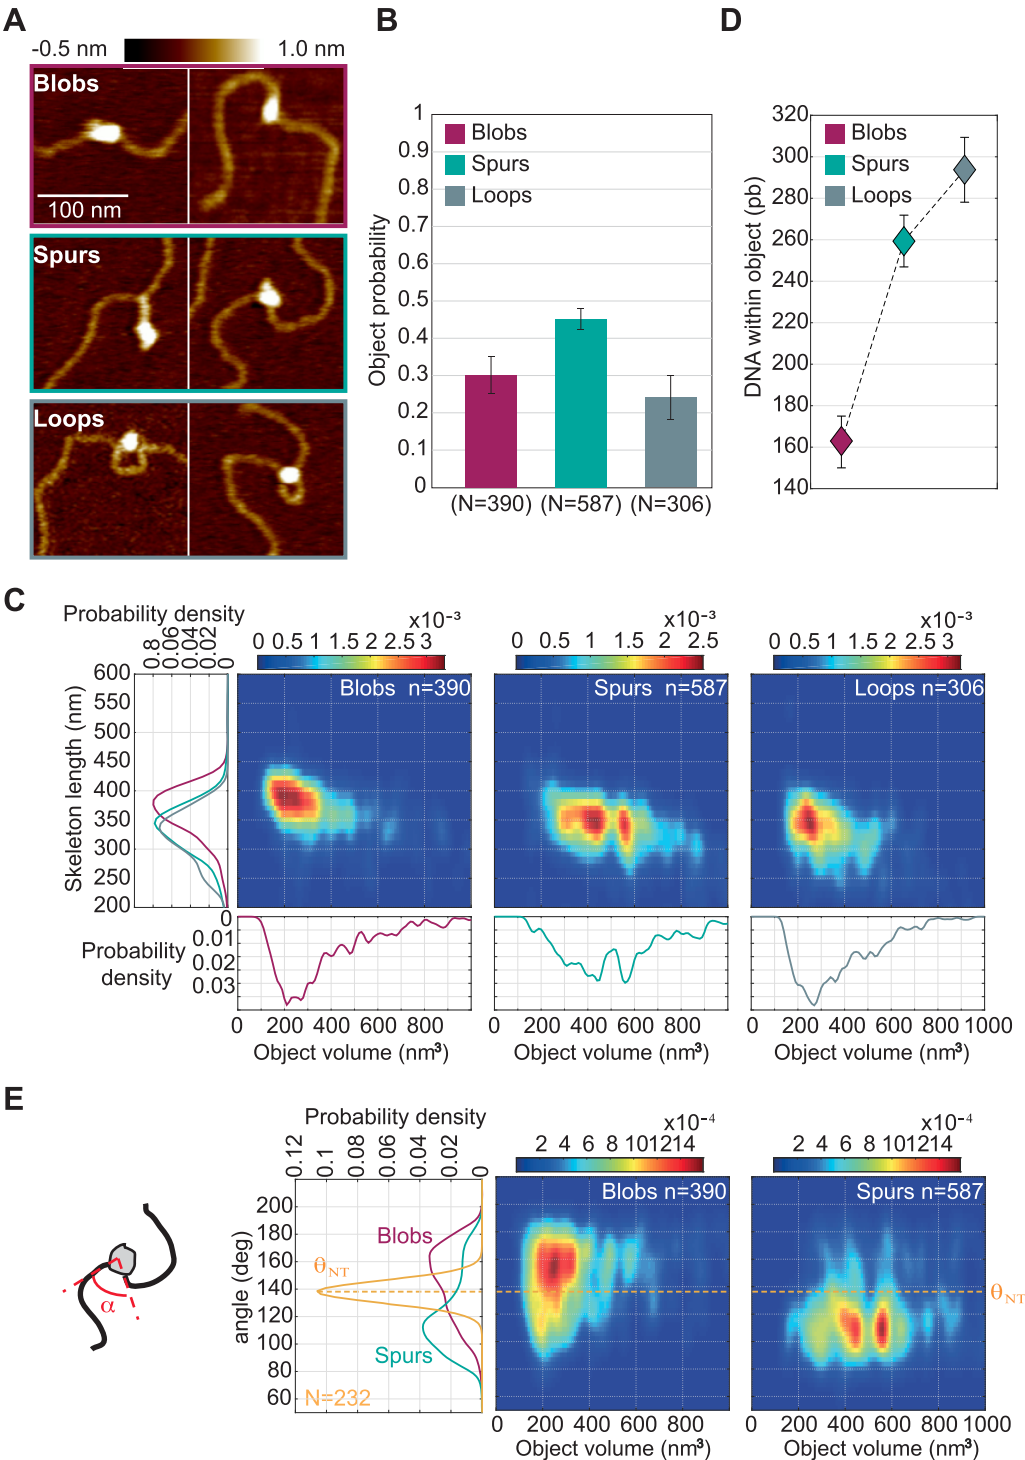 A
-0.5 nm
1.0 nm
Blobs
100 nm
Spurs
Loops
B
Object probability
1
0.9
0.8
0.7
0.6
0.5
0.4
0.3
0.2
0.1
0
Blobs
Spurs
Loops
(N=390) (N=587) (N=306)
D
DNA within object (pb)
320
300
280
260
240
220
200
180
160
140
Blobs
Spurs
Loops
C
Probability density
0.8 0.06 0.04 0.02 0
Skeleton length (nm)
600
550
500
450
400
350
300
250
200
x10-3
0 0.5 1 1.5 2 2.5 3
Blobs n=390
x10-3
0 0.5 1 1.5 2 2.5
Spurs n=587
x10-3
0 0.5 1 1.5 2 2.5 3
Loops n=306
Probability
density
0
0.01
0.02
0.03
0 200 400 600 800
Object volume (nm³)
0 200 400 600 800
Object volume (nm³)
0 200 400 600 800 1000
Object volume (nm³)
E
α
Probability density
0.12 0.1 0.08 0.06 0.04 0.02 0
angle (deg)
200
180
160
140
120
100
80
60
Blobs
θNT
Spurs
N=232
x10-4
2 4 6 8 10 12 14
Blobs n=390
0 200 400 600 800
Object volume (nm³)
x10-4
2 4 6 8 10 12 14
Spurs n=587
θNT
0 200 400 600 800 1000
Object volume (nm³)